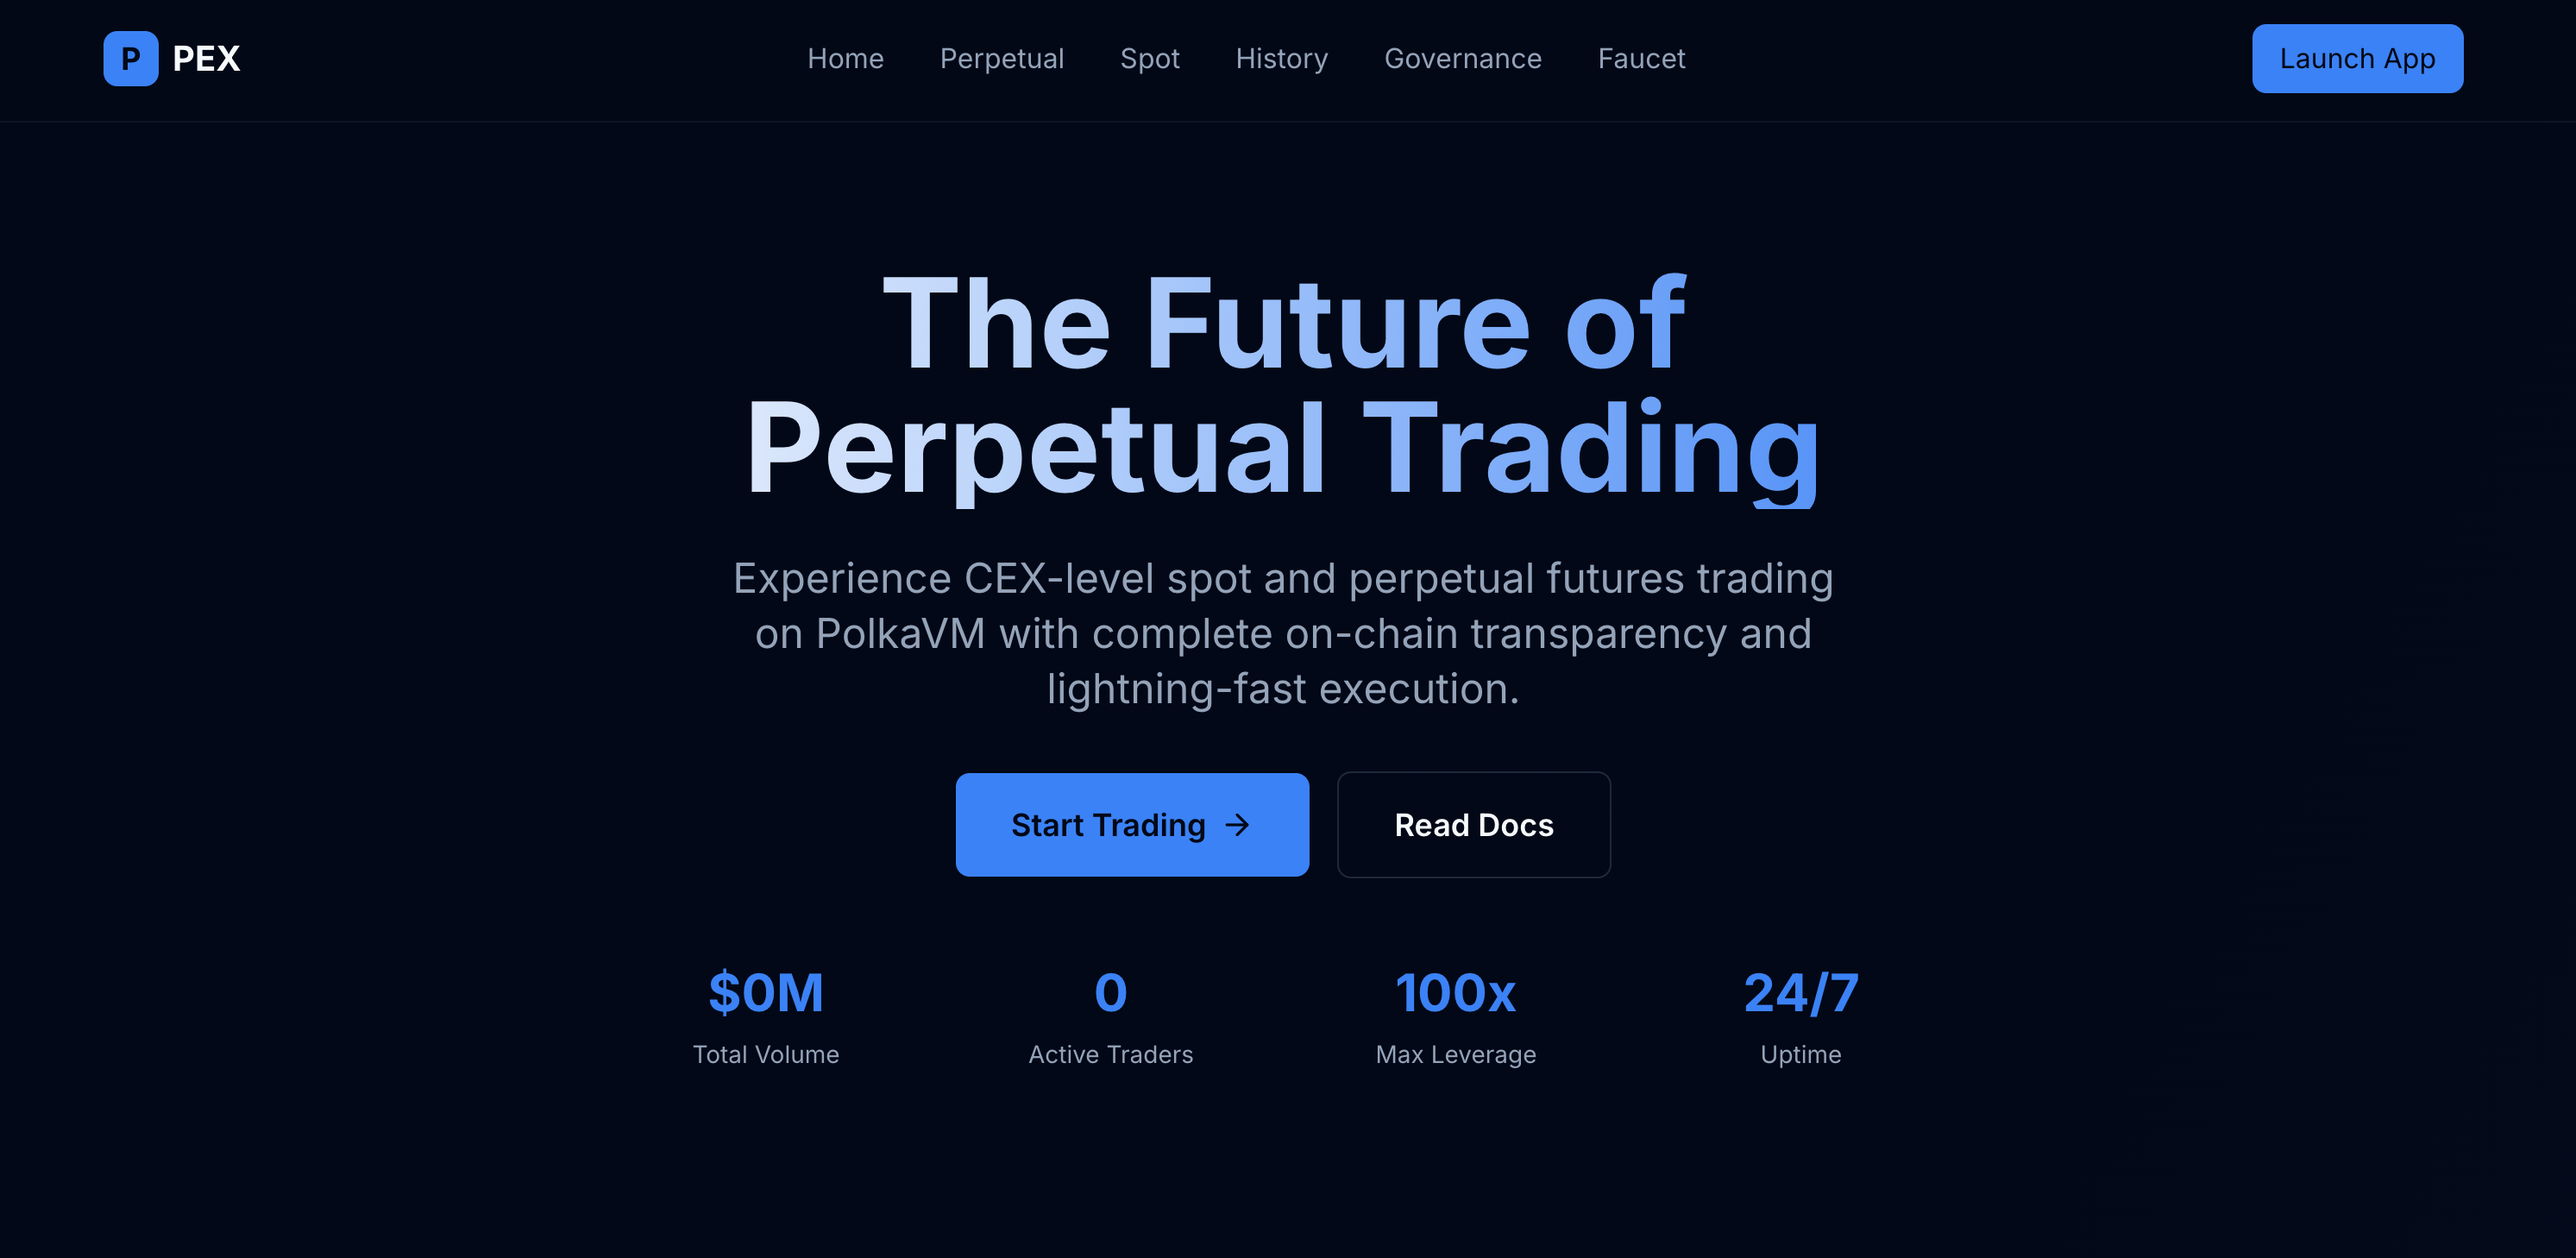 P PEX
Home Perpetual Spot History Governance Faucet
Launch App
The Future of
Perpetual Trading
Experience CEX-level spot and perpetual futures trading
on PolkaVM with complete on-chain transparency and
lightning-fast execution.
Start Trading →
Read Docs
$0M
Total Volume
0
Active Traders
100x
Max Leverage
24/7
Uptime